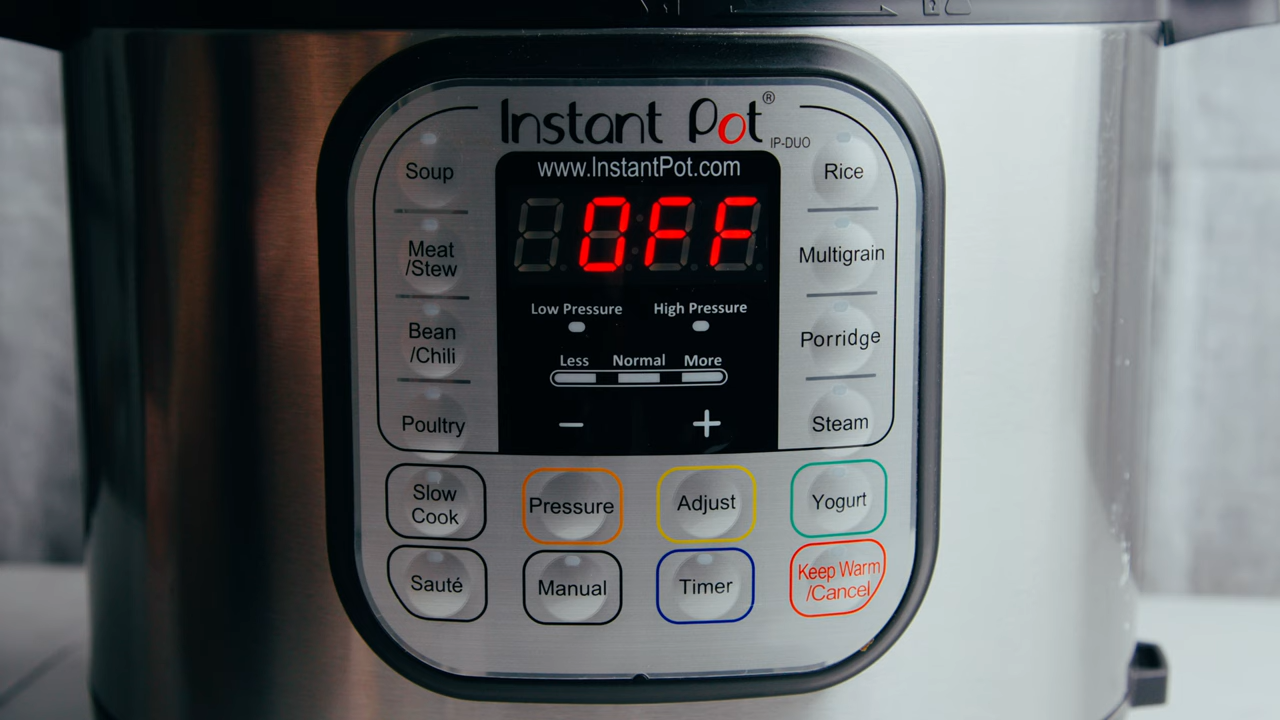 Instant Pot®
IP-DUO
www.InstantPot.com
OFF
Low Pressure High Pressure
Less Normal More
− +
Soup
Meat
/Stew
Bean
/Chili
Poultry
Rice
Multigrain
Porridge
Steam
Slow
Cook
Pressure
Adjust
Yogurt
Sauté
Manual
Timer
Keep Warm
/Cancel